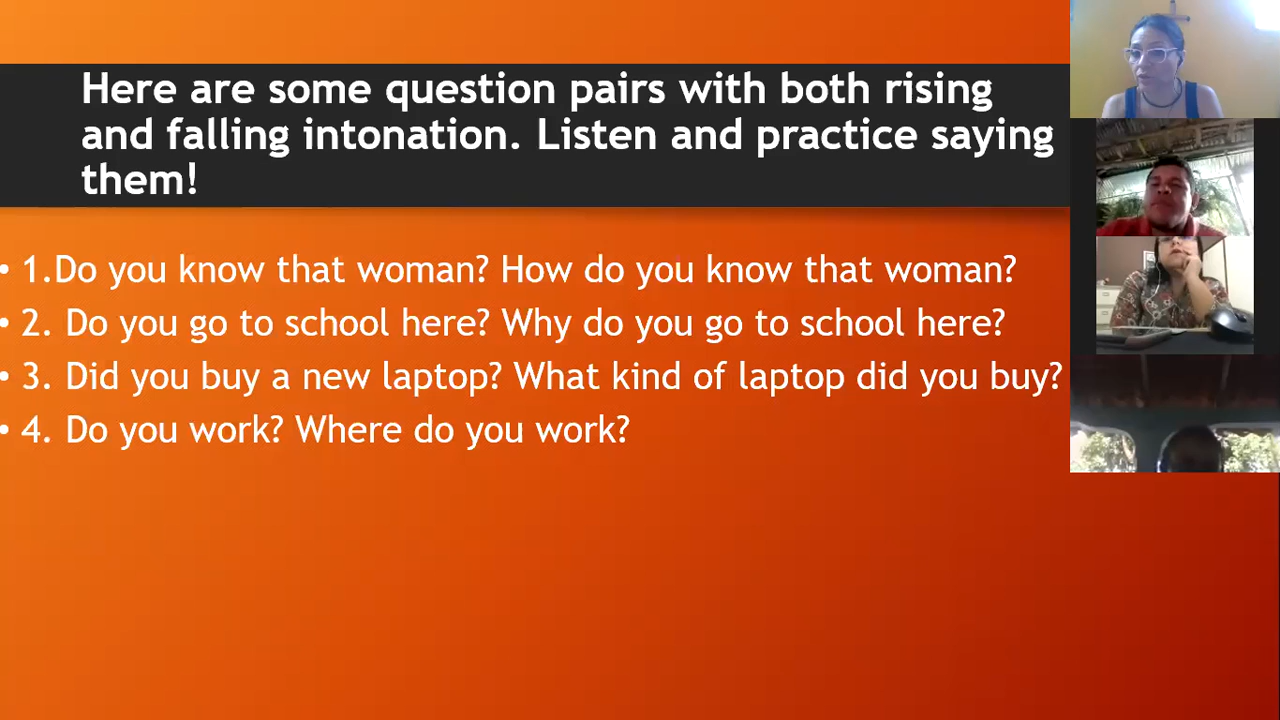 Here are some question pairs with both rising
and falling intonation. Listen and practice saying
them!
• 1.Do you know that woman? How do you know that woman?
• 2. Do you go to school here? Why do you go to school here?
• 3. Did you buy a new laptop? What kind of laptop did you buy?
• 4. Do you work? Where do you work?